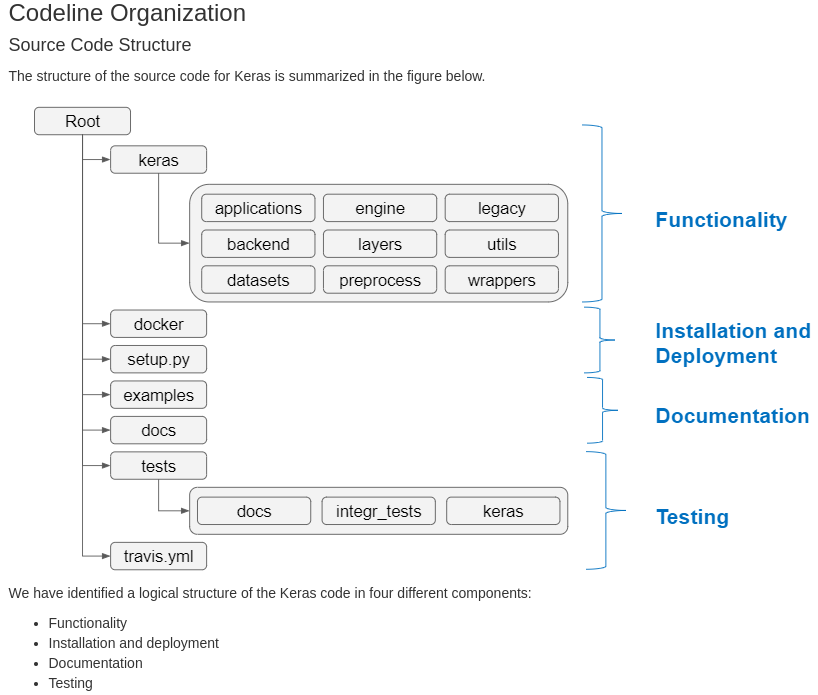 Codeline Organization
Source Code Structure
The structure of the source code for Keras is summarized in the figure below.
Root
keras
applications engine legacy
backend layers utils
datasets preprocess wrappers
Functionality
docker
setup.py
Installation and
Deployment
examples
docs
Documentation
tests
docs integr_tests keras
travis.yml
Testing
We have identified a logical structure of the Keras code in four different components:
• Functionality
• Installation and deployment
• Documentation
• Testing